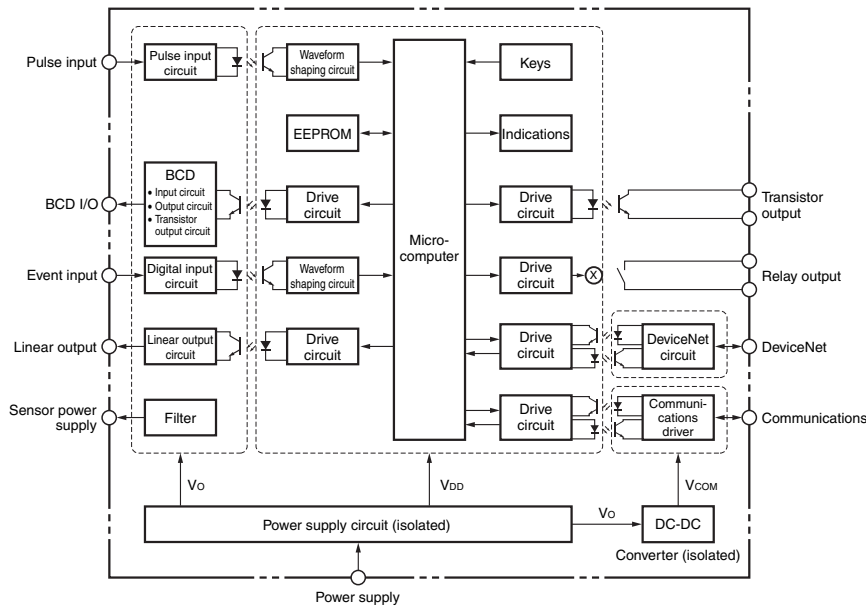 Pulse input
Pulse input
circuit
Waveform
shaping circuit
Keys
EEPROM
Indications
BCD I/O
BCD
• Input circuit
• Output circuit
• Transistor
output circuit
Drive
circuit
Micro-
computer
Drive
circuit
Transistor
output
Event input
Digital input
circuit
Waveform
shaping circuit
Drive
circuit
X
Relay output
Linear output
Linear output
circuit
Drive
circuit
Drive
circuit
DeviceNet
circuit
DeviceNet
Sensor power
supply
Filter
Drive
circuit
Communi-
cations
driver
Communications
VO
VDD
VCOM
Power supply circuit (isolated)
VO
DC-DC
Converter (isolated)
Power supply